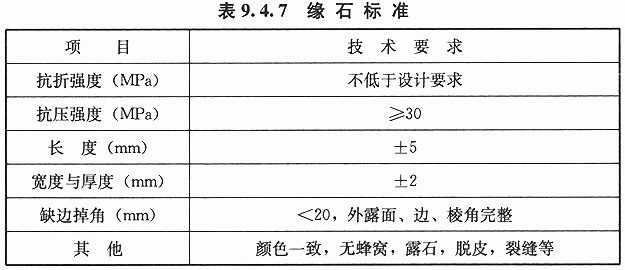 表9.4.7 缘石标准
项 目 技 术 要 求
抗折强度（MPa） 不低于设计要求
抗压强度（MPa） ≥30
长 度（mm） ±5
宽度与厚度（mm） ±2
缺边掉角（mm） <20，外露面、边、棱角完整
其 他 颜色一致，无蜂窝，露石，脱皮，裂缝等